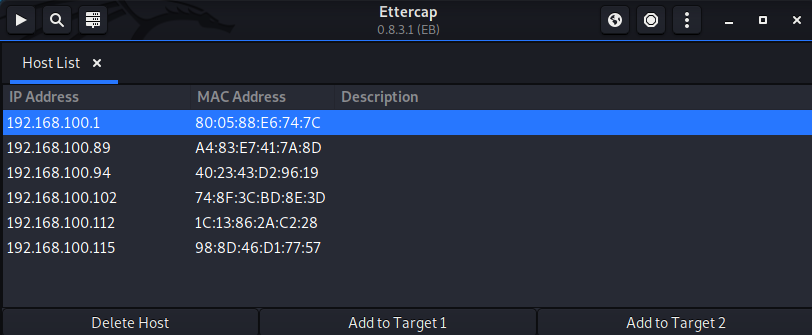 Ettercap
0.8.3.1 (EB)
Host List
IP Address MAC Address Description
192.168.100.1 80:05:88:E6:74:7C
192.168.100.89 A4:83:E7:41:7A:8D
192.168.100.94 40:23:43:D2:96:19
192.168.100.102 74:8F:3C:BD:8E:3D
192.168.100.112 1C:13:86:2A:C2:28
192.168.100.115 98:8D:46:D1:77:57
Delete Host Add to Target 1 Add to Target 2